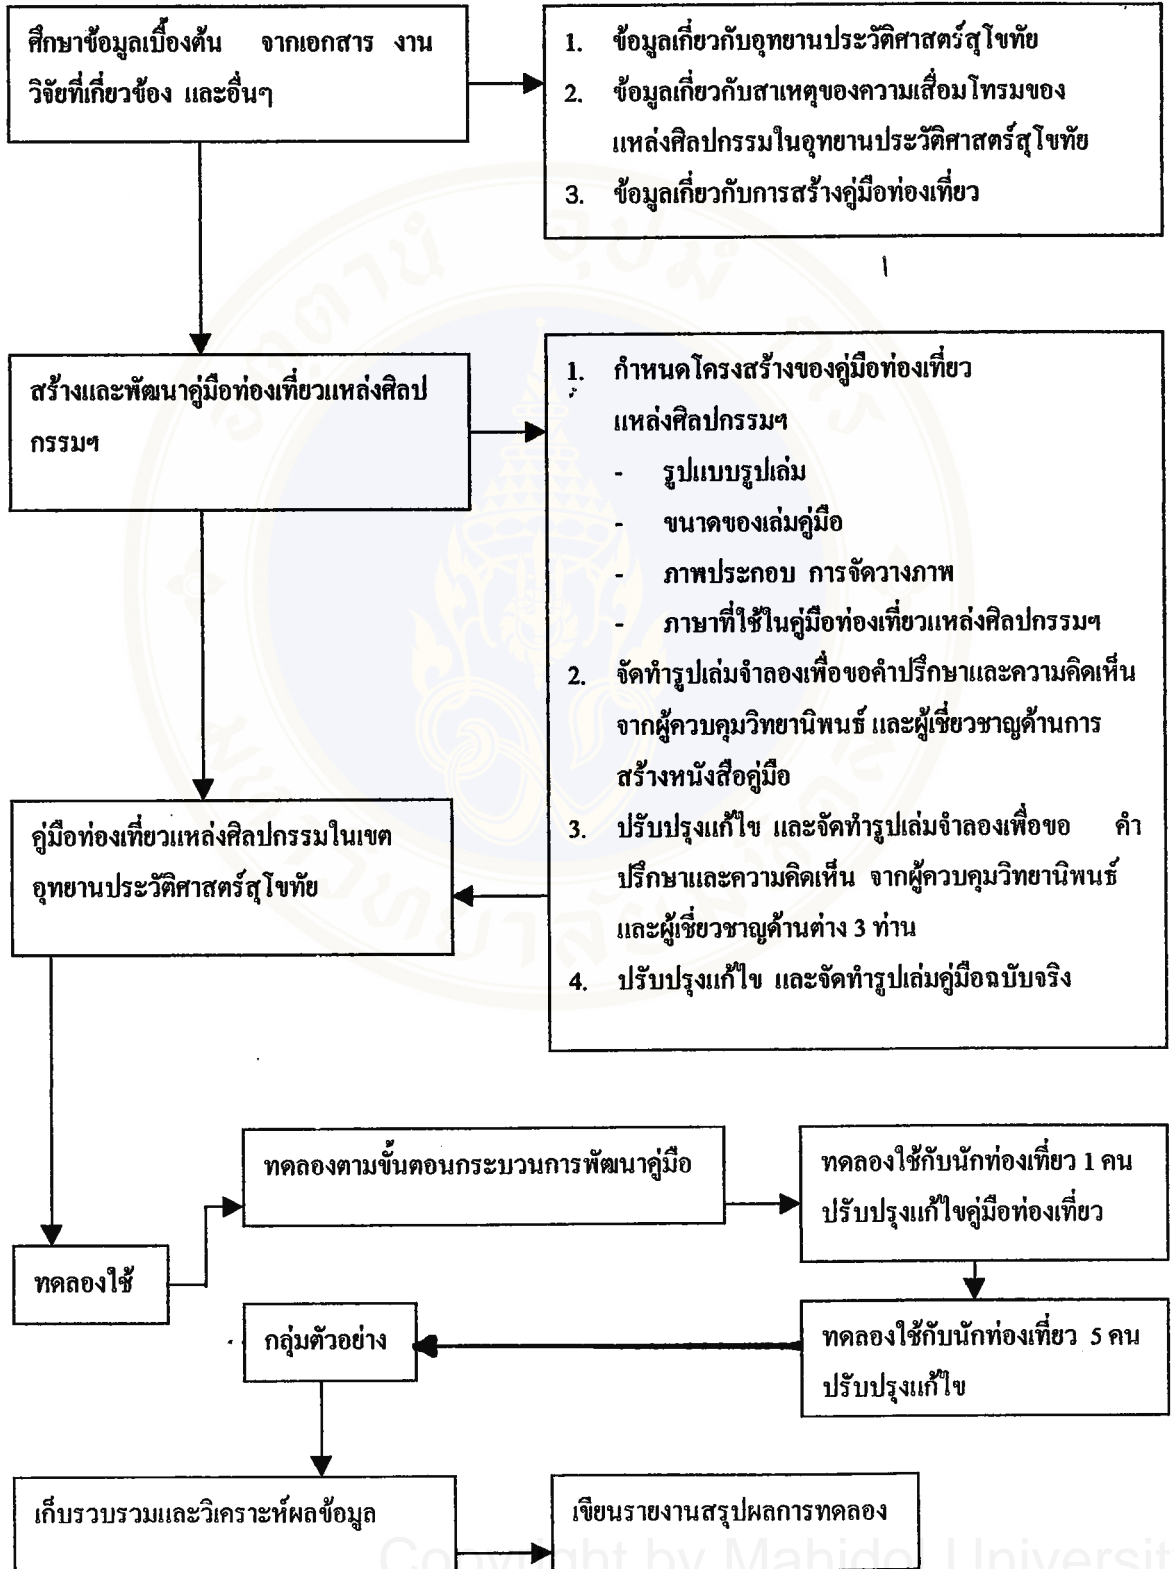 ศึกษาข้อมูลเบื้องต้น จากเอกสาร งาน
วิจัยที่เกี่ยวข้อง และอื่นๆ
1. ข้อมูลเกี่ยวกับอุทยานประวัติศาสตร์สุโขทัย
2. ข้อมูลเกี่ยวกับสาเหตุของความเสื่อมโทรมของ
แหล่งศิลปกรรมในอุทยานประวัติศาสตร์สุโขทัย
3. ข้อมูลเกี่ยวกับการสร้างคู่มือท่องเที่ยว
สร้างและพัฒนาคู่มือท่องเที่ยวแหล่งศิลป
กรรมฯ
1. กำหนดโครงสร้างของคู่มือท่องเที่ยว
แหล่งศิลปกรรมฯ
- รูปแบบรูปเล่ม
- ขนาดของเล่มคู่มือ
- ภาพประกอบ การจัดวางภาพ
- ภาษาที่ใช้ในคู่มือท่องเที่ยวแหล่งศิลปกรรมฯ
2. จัดทำรูปเล่มจำลองเพื่อขอคำปรึกษาและความคิดเห็น
จากผู้ควบคุมวิทยานิพนธ์ และผู้เชี่ยวชาญด้านการ
สร้างหนังสือคู่มือ
3. ปรับปรุงแก้ไข และจัดทำรูปเล่มจำลองเพื่อขอ คำ
ปรึกษาและความคิดเห็น จากผู้ควบคุมวิทยานิพนธ์
และผู้เชี่ยวชาญด้านต่าง 3 ท่าน
4. ปรับปรุงแก้ไข และจัดทำรูปเล่มคู่มือฉบับจริง
คู่มือท่องเที่ยวแหล่งศิลปกรรมในเขต
อุทยานประวัติศาสตร์สุโขทัย
ทดลองใช้
ทดลองตามขั้นตอนกระบวนการพัฒนาคู่มือ
ทดลองใช้กับนักท่องเที่ยว 1 คน
ปรับปรุงแก้ไขคู่มือท่องเที่ยว
ทดลองใช้กับนักท่องเที่ยว 5 คน
ปรับปรุงแก้ไข
กลุ่มตัวอย่าง
เก็บรวบรวมและวิเคราะห์ผลข้อมูล
เขียนรายงานสรุปผลการทดลอง
Copyright by Mahidol Universit